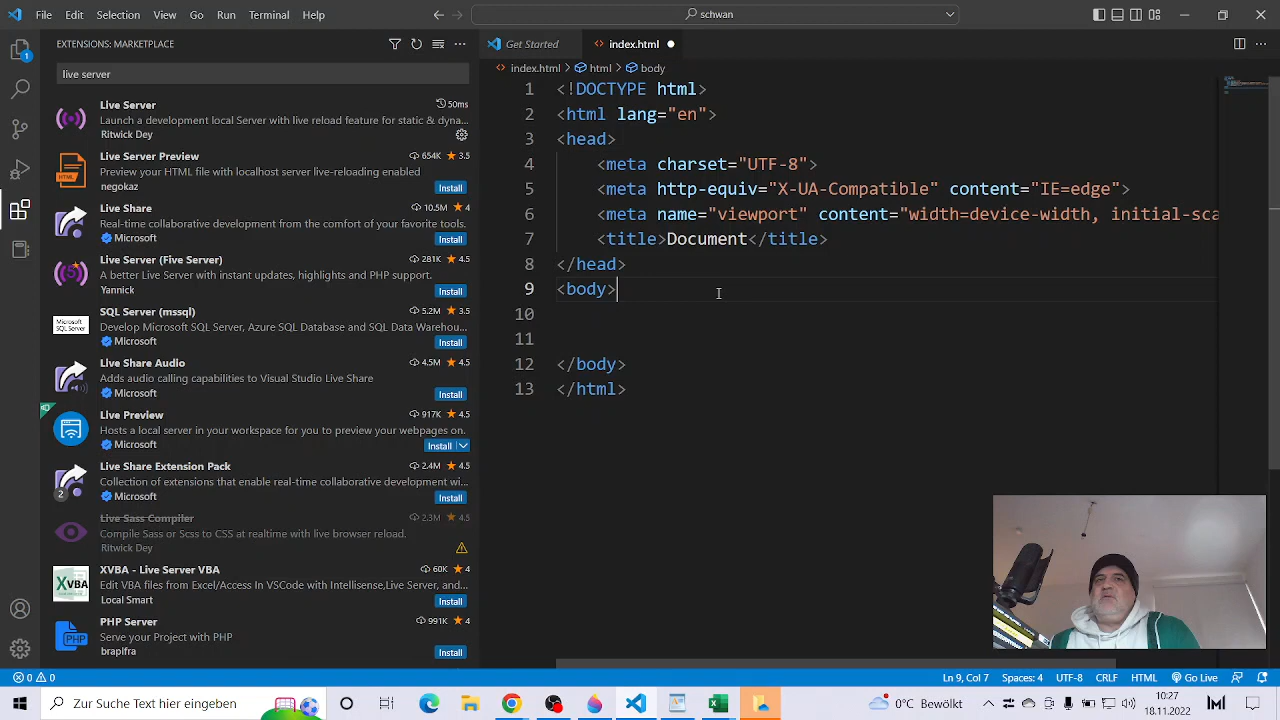 File Edit Selection View Go Run Terminal Help
schwan
EXTENSIONS: MARKETPLACE
live server
Live Server 50ms
Launch a development local Server with live reload feature for static & dyna...
Ritwick Dey
Live Server Preview 654K 3.5
Preview your HTML file with localhost server live-reloading enabled
negokaz Install
Live Share 10.5M 4
Real-time collaborative development from the comfort of your favorite tools.
Microsoft Install
Live Server (Five Server) 281K 4.5
A better Live Server with instant updates, highlights and PHP support.
Yannick Install
SQL Server (mssql) 5.2M 3.5
Develop Microsoft SQL Server, Azure SQL Database and SQL Data Warehou...
Microsoft Install
Live Share Audio 4.9M 4.5
Adds audio calling capabilities to Visual Studio Live Share
Microsoft Install
Live Preview 917K 4.5
Hosts a local server in your workspace for you to preview your webpages on.
Microsoft Install
Live Share Extension Pack 2.4M 4.5
Collection of extensions that enable real-time collaborative development wi...
2 Microsoft Install
Live Sass Compiler 2.3M 4.5
Compile Sass or Scss to CSS at realtime with live browser reload.
Ritwick Dey
XVBA - Live Server VBA 60K 4
Edit VBA files from Excel/Access In VSCode with Intellisense,Live Server, and...
XVBA Local Smart Install
PHP Server 991K 4
Serve your Project with PHP
brapifra Install
Get Started index.html
index.html > html > body
1 <!DOCTYPE html>
2 <html lang="en">
3 <head>
4 <meta charset="UTF-8">
5 <meta http-equiv="X-UA-Compatible" content="IE=edge">
6 <meta name="viewport" content="width=device-width, initial-sca
7 <title>Document</title>
8 </head>
9 <body>
10
11
12 </body>
13 </html>
0 0 Ln 9, Col 7 Spaces: 4 UTF-8 CRLF HTML Go Live
Zur Suche Text hier eingeben 0°C Bewölkt 10:27
18.11.2022